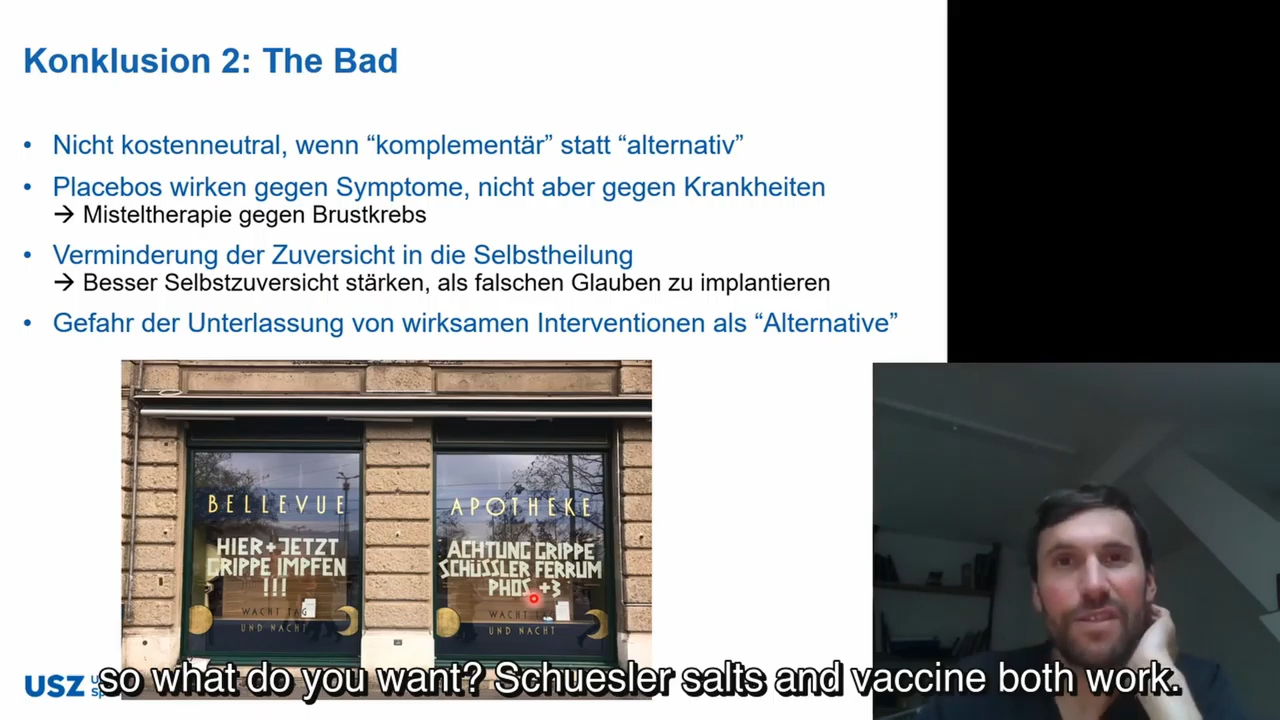 Konklusion 2: The Bad
• Nicht kostenneutral, wenn “komplementär” statt “alternativ”
• Placebos wirken gegen Symptome, nicht aber gegen Krankheiten
→ Misteltherapie gegen Brustkrebs
• Verminderung der Zuversicht in die Selbstheilung
→ Besser Selbstzuversicht stärken, als falschen Glauben zu implantieren
• Gefahr der Unterlassung von wirksamen Interventionen als “Alternative”
BELLEVUE
HIER+JETZT
GRIPPE IMPFEN
!!!
WACHT TAG
UND NACHT
APOTHEKE
ACHTUNG GRIPPE
SCHÜSSLER FERRUM
PHOS +3
WACHT TAG
UND NACHT
USZ
so what do you want? Schuesler salts and vaccine both work.